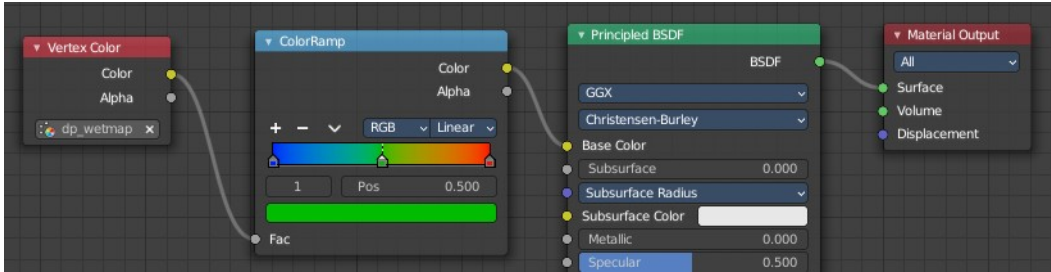 Vertex Color
Color
Alpha
dp_wetmap
ColorRamp
Color
Alpha
RGB Linear
1 Pos 0.500
Fac
Principled BSDF
BSDF
GGX
Christensen-Burley
Base Color
Subsurface 0.000
Subsurface Radius
Subsurface Color
Metallic 0.000
Specular 0.500
Material Output
All
Surface
Volume
Displacement